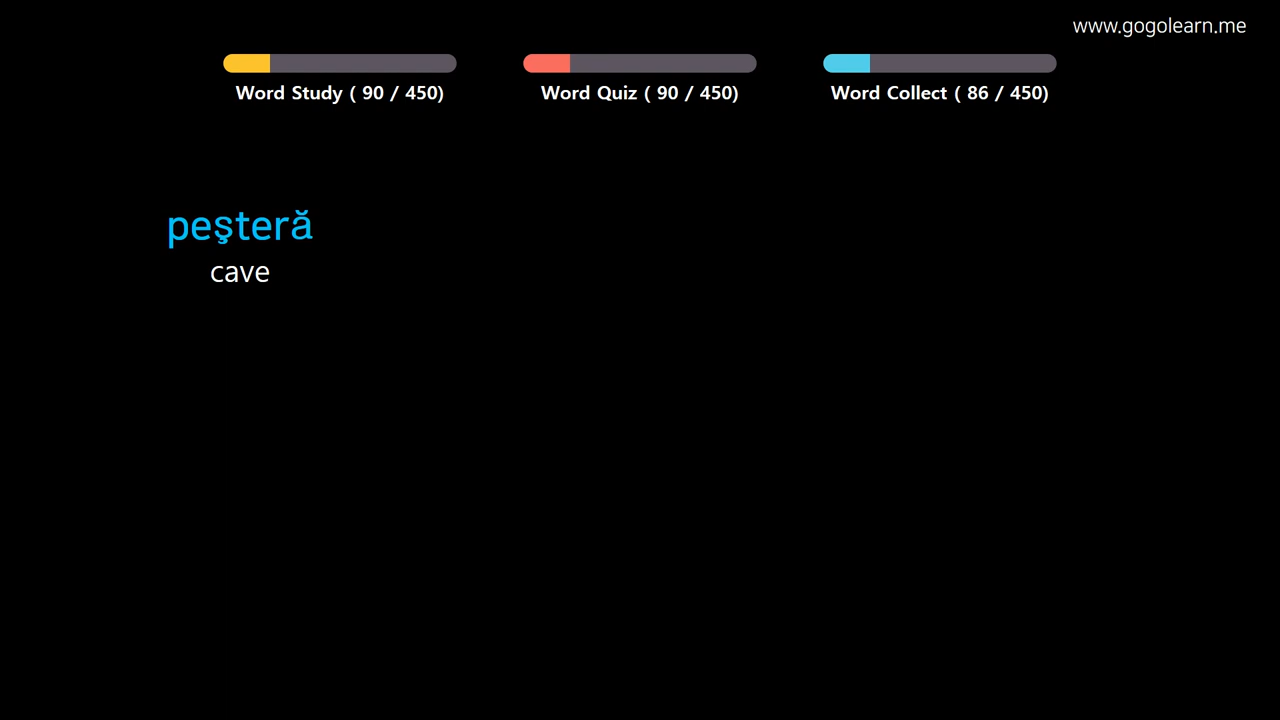 www.gogolearn.me
Word Study ( 90 / 450)
Word Quiz ( 90 / 450)
Word Collect ( 86 / 450)
peşteră
cave